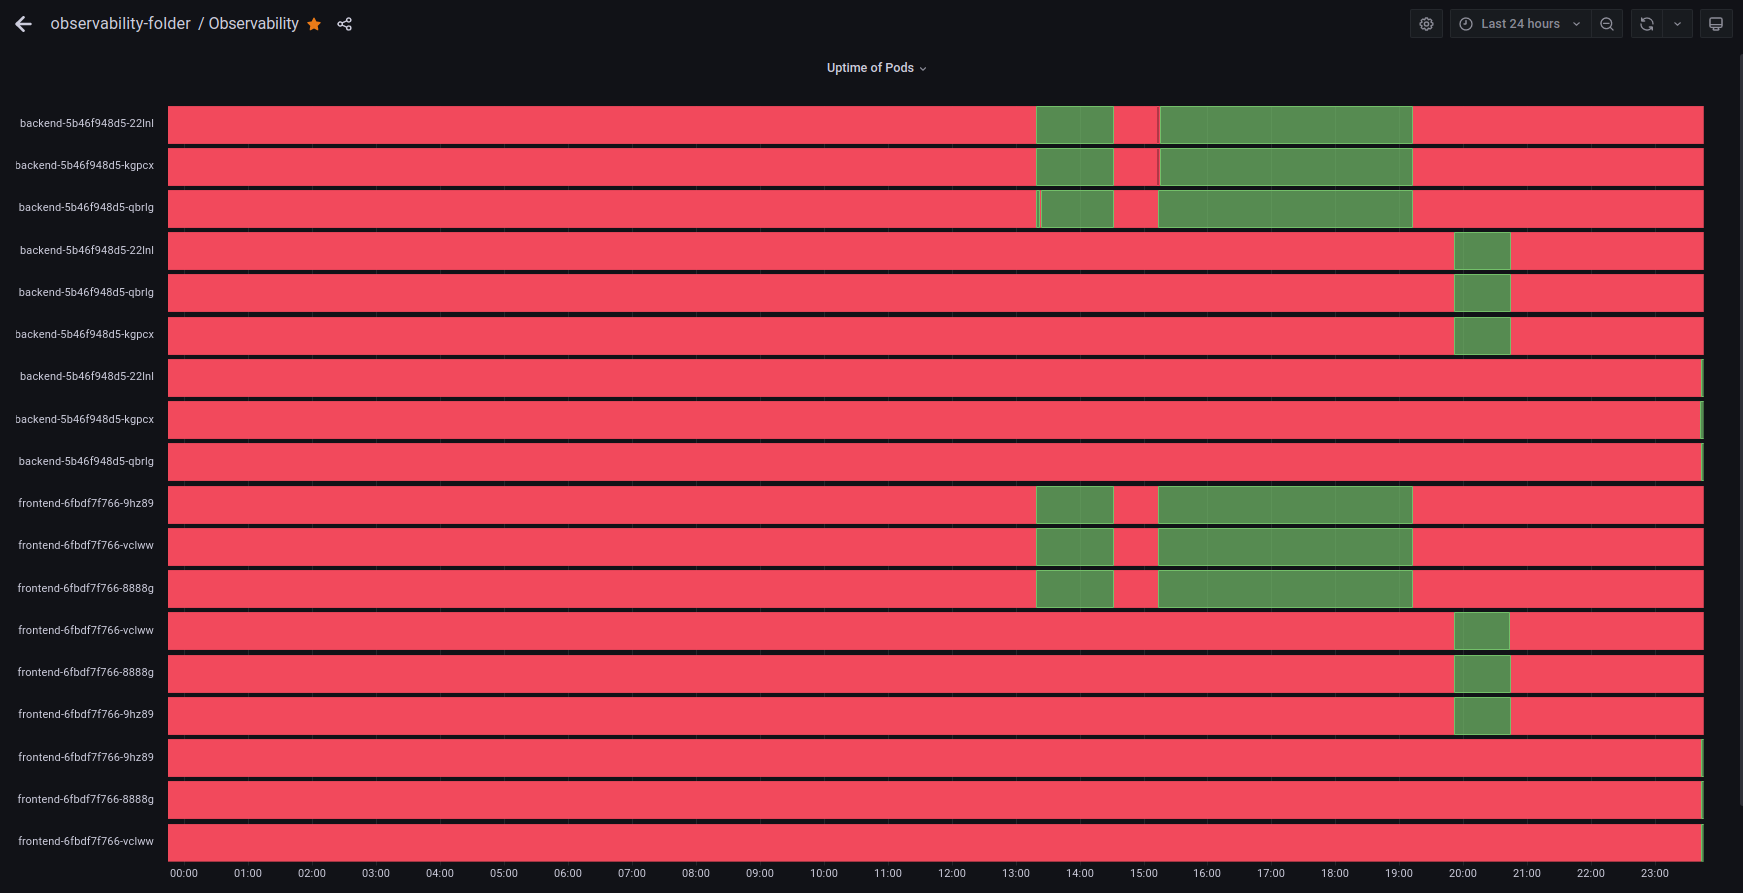 observability-folder / Observability
Last 24 hours
Uptime of Pods
backend-5b46f948d5-22lnl
backend-5b46f948d5-kgpcx
backend-5b46f948d5-qbrlg
backend-5b46f948d5-22lnl
backend-5b46f948d5-qbrlg
backend-5b46f948d5-kgpcx
backend-5b46f948d5-22lnl
backend-5b46f948d5-kgpcx
backend-5b46f948d5-qbrlg
frontend-6fbdf7f766-9hz89
frontend-6fbdf7f766-vclww
frontend-6fbdf7f766-8888g
frontend-6fbdf7f766-vclww
frontend-6fbdf7f766-8888g
frontend-6fbdf7f766-9hz89
frontend-6fbdf7f766-9hz89
frontend-6fbdf7f766-8888g
frontend-6fbdf7f766-vclww
00:00 01:00 02:00 03:00 04:00 05:00 06:00 07:00 08:00 09:00 10:00 11:00 12:00 13:00 14:00 15:00 16:00 17:00 18:00 19:00 20:00 21:00 22:00 23:00